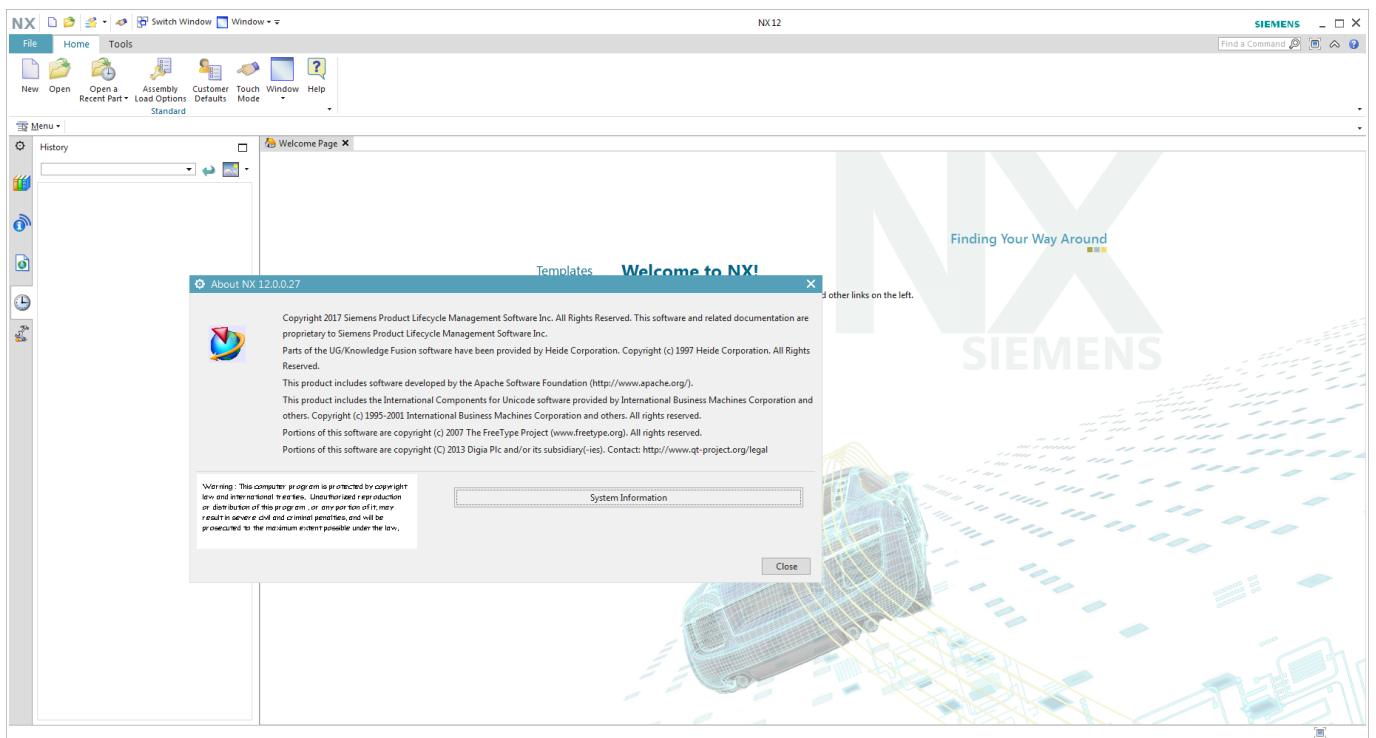 NX Switch Window Window NX 12 SIEMENS
File Home Tools Find a Command
New Open Open a Recent Part Assembly Load Options Customer Defaults Touch Mode Window Help
Standard
Menu
History
Welcome Page
NX
SIEMENS
Finding Your Way Around
Templates Welcome to NX!
d other links on the left.
About NX 12.0.0.27
Copyright 2017 Siemens Product Lifecycle Management Software Inc. All Rights Reserved. This software and related documentation are
proprietary to Siemens Product Lifecycle Management Software Inc.
Parts of the UG/Knowledge Fusion software have been provided by Heide Corporation. Copyright (c) 1997 Heide Corporation. All Rights
Reserved.
This product includes software developed by the Apache Software Foundation (http://www.apache.org/).
This product includes the International Components for Unicode software provided by International Business Machines Corporation and
others. Copyright (c) 1995-2001 International Business Machines Corporation and others. All rights reserved.
Portions of this software are copyright (c) 2007 The FreeType Project (www.freetype.org). All rights reserved.
Portions of this software are copyright (C) 2013 Digia Plc and/or its subsidiary(-ies). Contact: http://www.qt-project.org/legal
Warning : This computer program is protected by copyright
law and international treaties. Unauthorized reproduction
or distribution of this program , or any portion of it, may
result in severe civil and criminal penalties, and will be
prosecuted to the maximum extent possible under the law.
System Information
Close